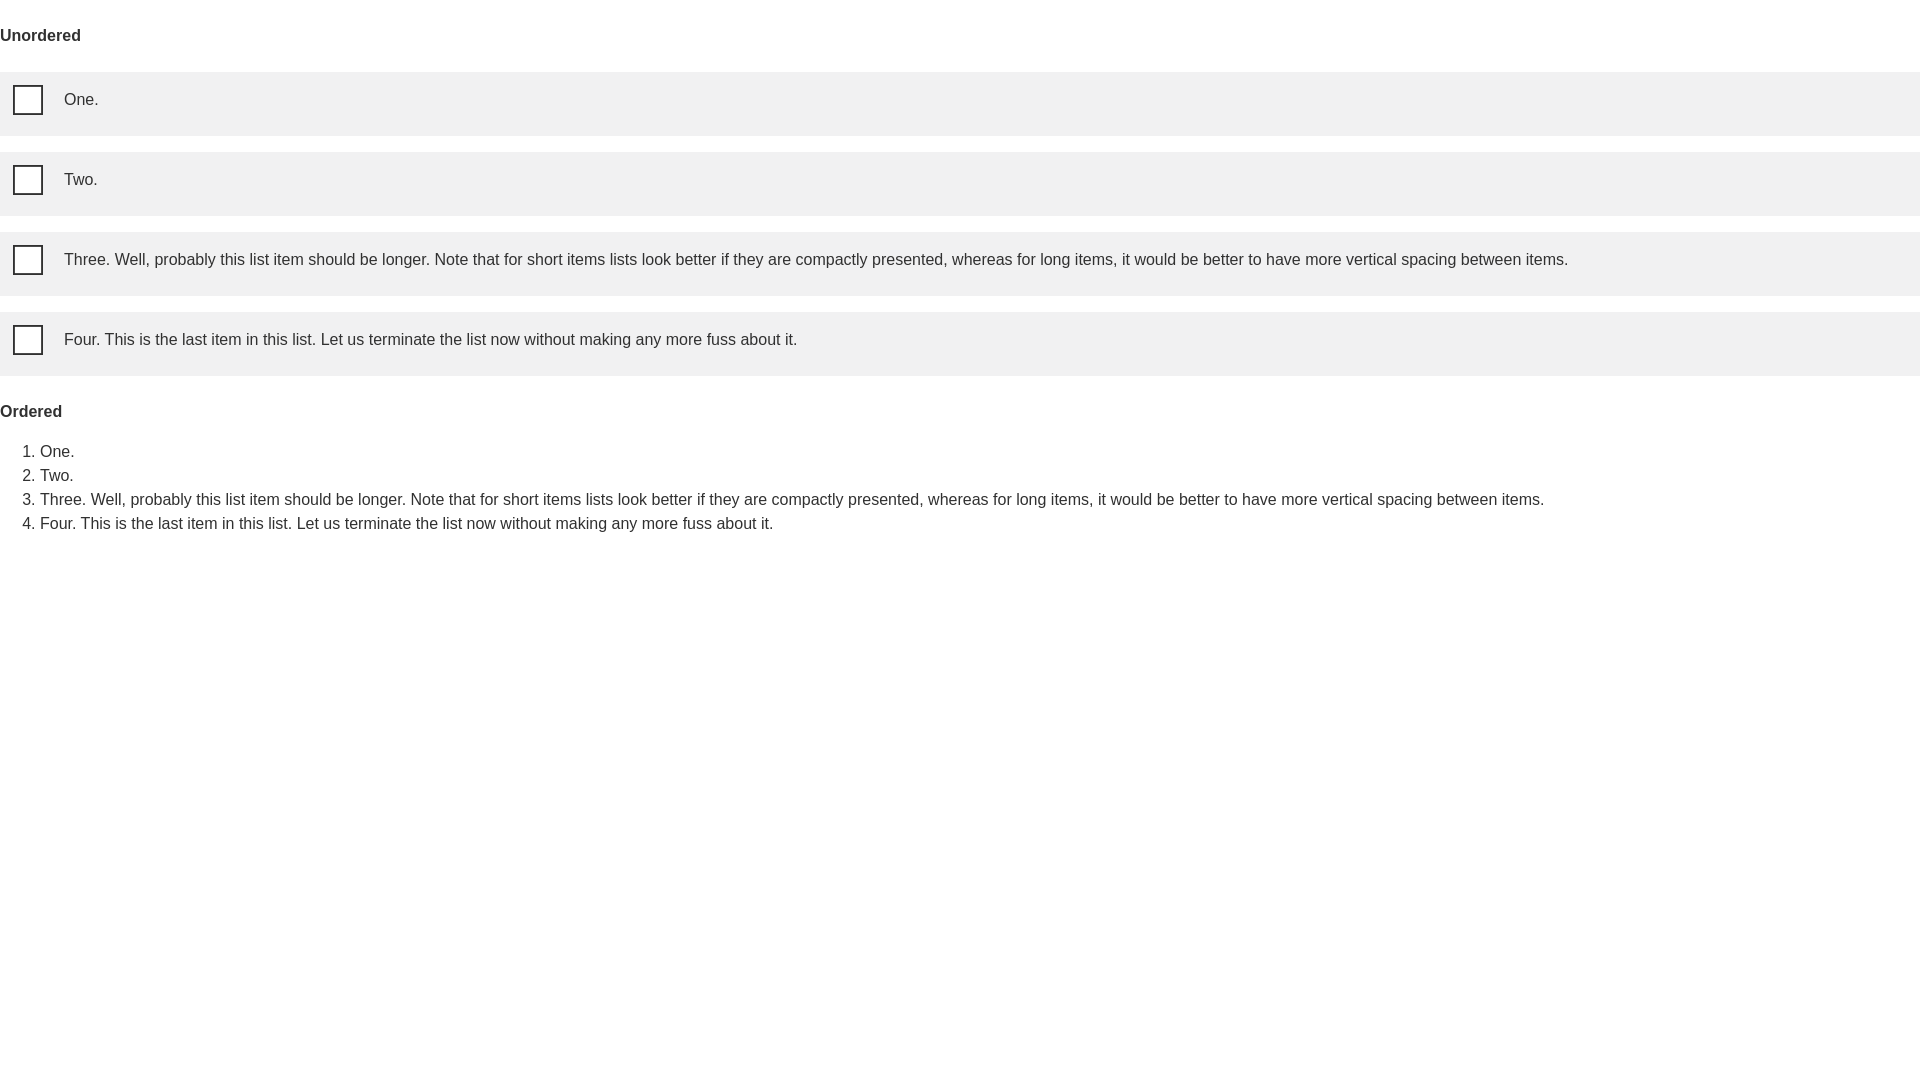 Unordered
One.
Two.
Three. Well, probably this list item should be longer. Note that for short items lists look better if they are compactly presented, whereas for long items, it would be better to have more vertical spacing between items.
Four. This is the last item in this list. Let us terminate the list now without making any more fuss about it.
Ordered
1. One.
2. Two.
3. Three. Well, probably this list item should be longer. Note that for short items lists look better if they are compactly presented, whereas for long items, it would be better to have more vertical spacing between items.
4. Four. This is the last item in this list. Let us terminate the list now without making any more fuss about it.